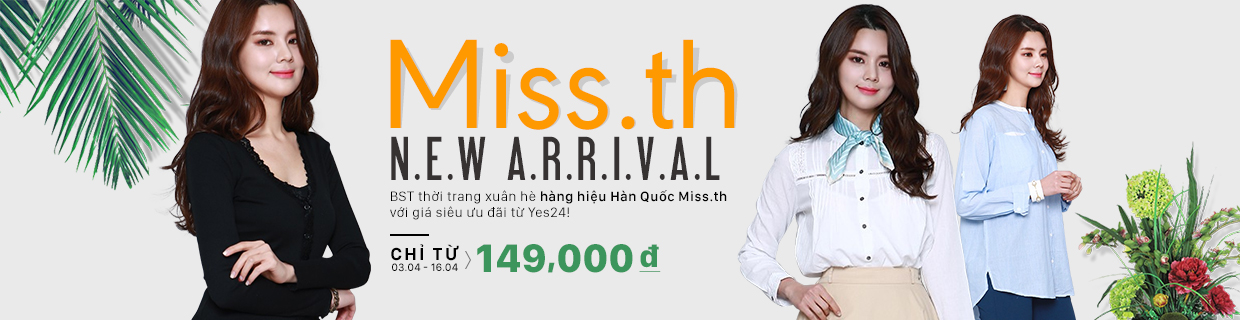 Miss.th
N.E.W A.R.R.I.V.A.L
BST thời trang xuân hè hàng hiệu Hàn Quốc Miss.th
với giá siêu ưu đãi từ Yes24!
CHỈ TỪ
03.04 - 16.04
149,000 đ